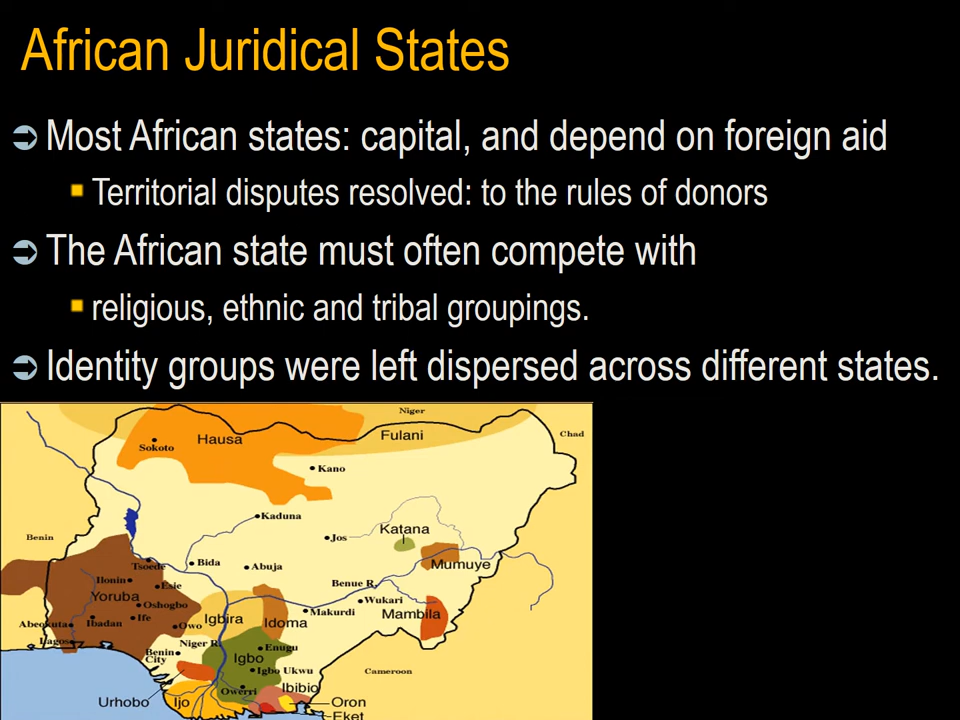 African Juridical States
Most African states: capital, and depend on foreign aid
Territorial disputes resolved: to the rules of donors
The African state must often compete with
religious, ethnic and tribal groupings.
Identity groups were left dispersed across different states.
Niger
Hausa
Fulani
Chad
Sokoto
Kano
Kaduna
Katana
Jos
Benin
Tsoede
Bida
Abuja
Mumuye
Ilonin
Esie
Benue R.
Yoruba
Oshogbo
Wukari
Makurdi
Mambila
Abeokuta
Ibadan
Ife
Owo
Igbira
Idoma
Lagos
Niger R.
Benin
City
Enugu
Igbo
Igbo Ukwu
Cameroon
Owerri
Ibibio
Urhobo
Ijo
Oron
Eket